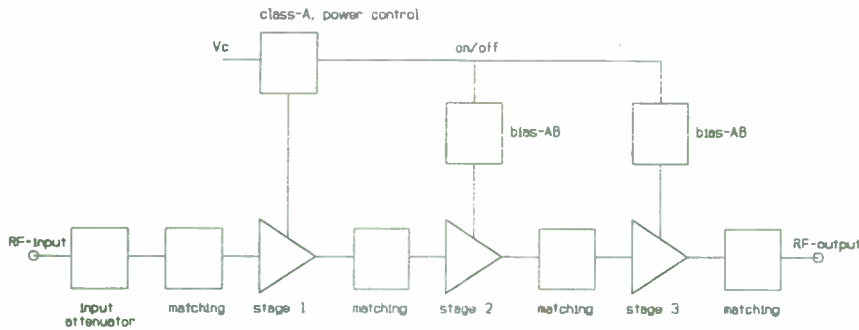 class-A, power control
Vc
on/off
bias-AB
bias-AB
RF-input
RF-output
input
attenuator
matching
stage 1
matching
stage 2
matching
stage 3
matching